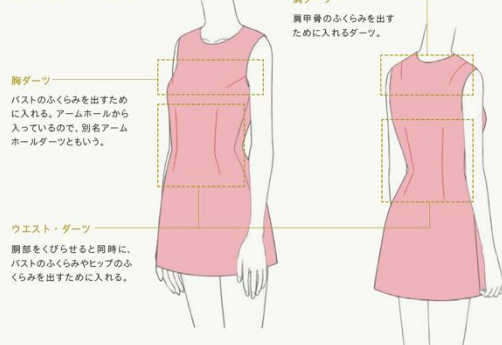 肩甲骨のふくらみを出す
ために入れるダーツ。
胸ダーツ
バストのふくらみを出すため
に入れる。アームホールから
入っているので、別名アーム
ホールダーツともいう。
ウエスト・ダーツ
胴部をくびらせると同時に、
バストのふくらみやヒップのふ
くらみを出すために入れる。